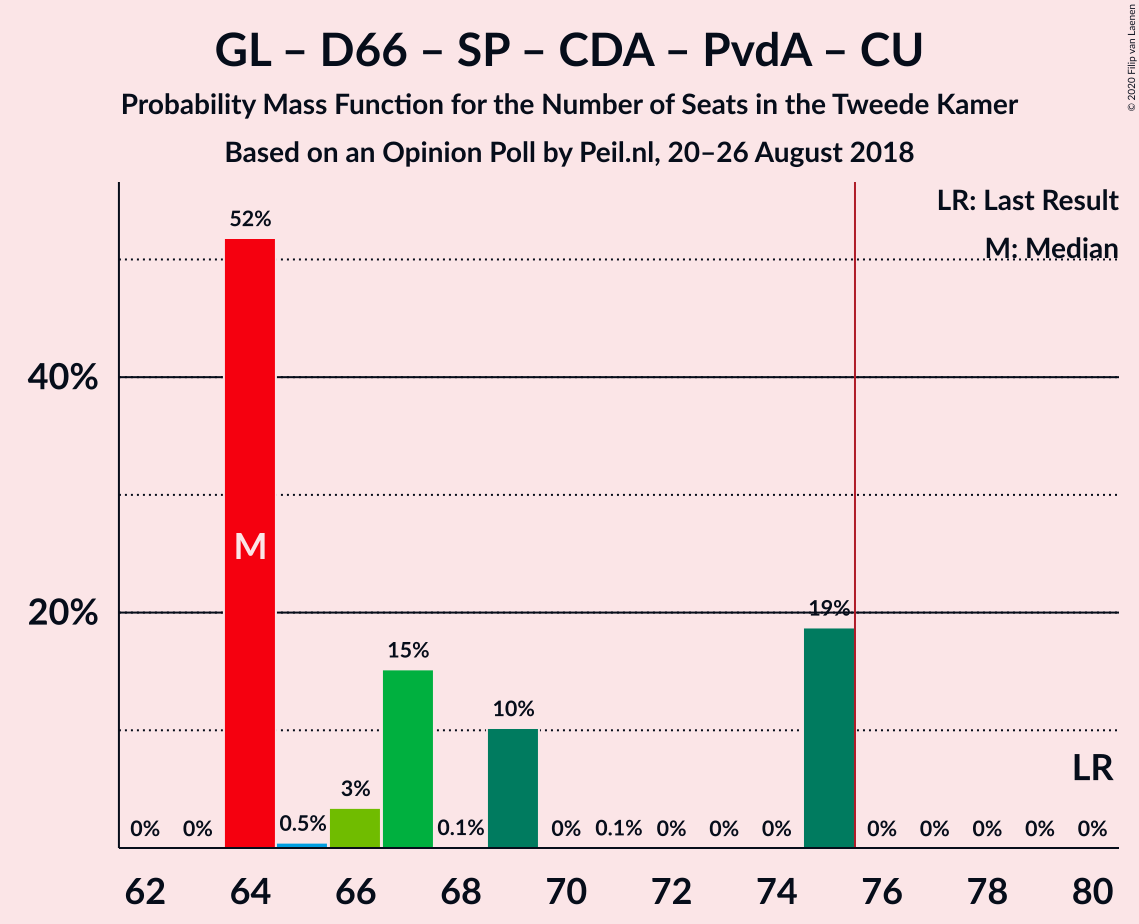 GL – D66 – SP – CDA – PvdA – CU
Probability Mass Function for the Number of Seats in the Tweede Kamer
Based on an Opinion Poll by Peil.nl, 20–26 August 2018
© 2020 Filip van Laenen
LR: Last Result
M: Median
52%
40%
M
20%
19%
15%
10%
LR
3%
0% 0% 0.5% 0.1% 0% 0.1% 0% 0% 0% 0% 0% 0% 0% 0%
62 64 66 68 70 72 74 76 78 80